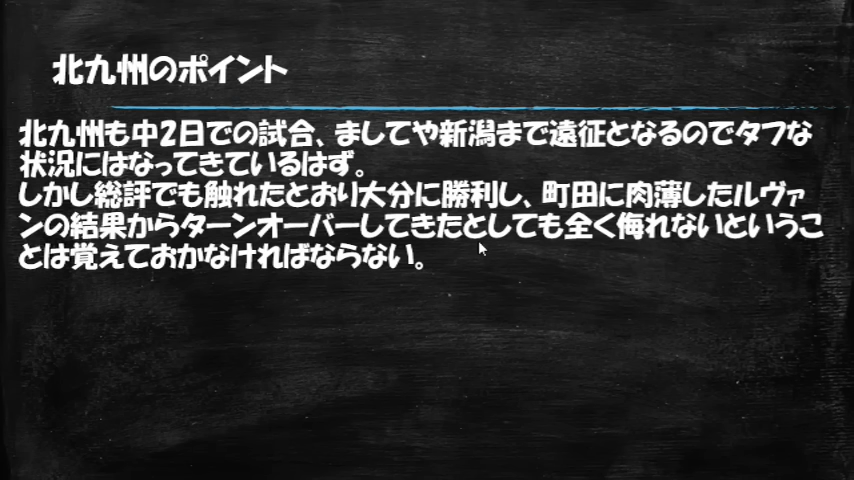 北九州のポイント
北九州も中2日での試合、ましてや新潟まで遠征となるのでタフな
状況にはなってきているはず。
しかし総評でも触れたとおり大分に勝利し、町田に肉薄したルヴァ
ンの結果からターンオーバーしてきたとしても全く侮れないというこ
とは覚えておかなければならない。